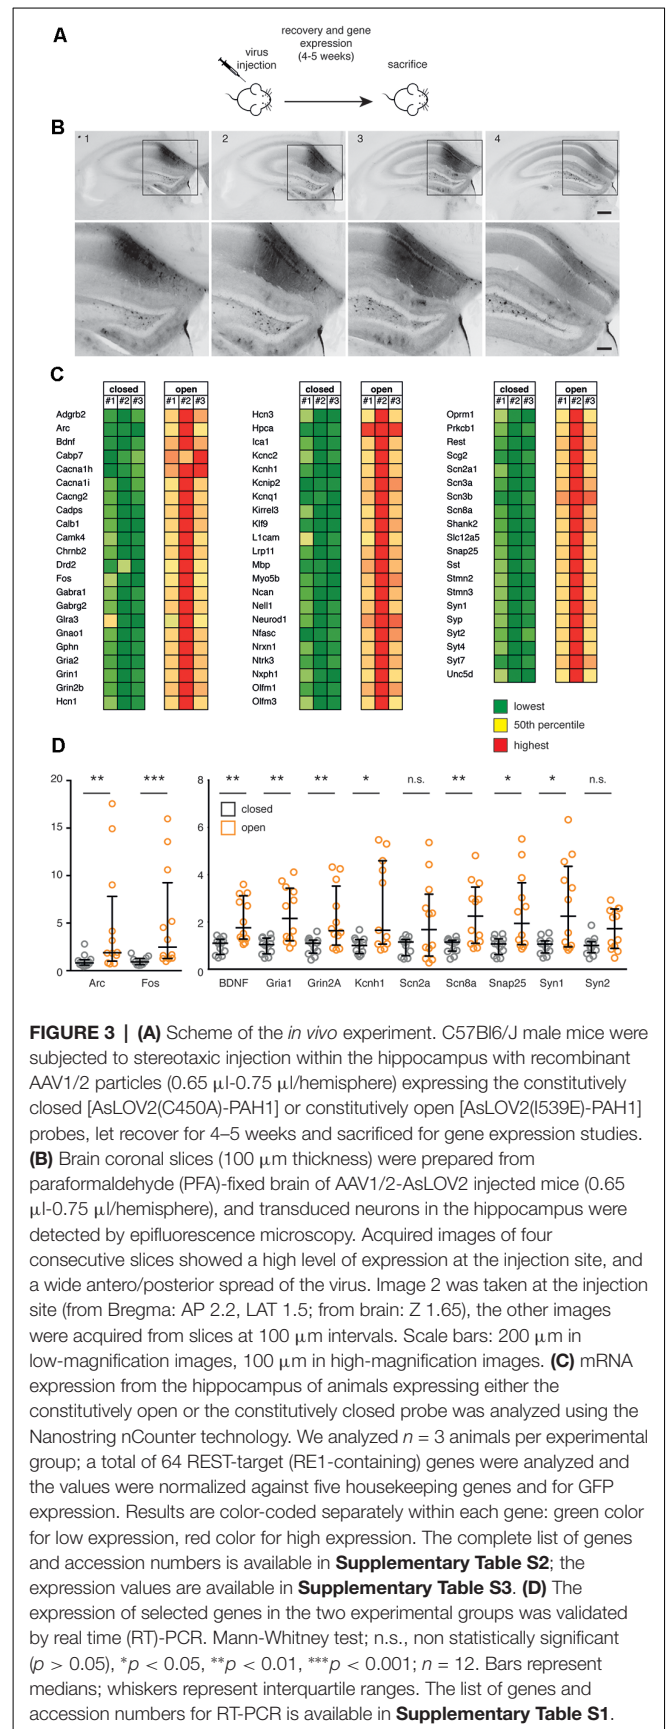 A
virus
injection
recovery and gene
expression
(4-5 weeks)
sacrifice
B
* 1
2
3
4
C
closed
#1 #2 #3
open
#1 #2 #3
Adgrb2
Arc
Bdnf
Cabp7
Cacna1h
Cacna1i
Cacng2
Cadps
Calb1
Camk4
Chrnb2
Drd2
Fos
Gabra1
Gabrg2
Glra3
Gnao1
Gphn
Gria2
Grin1
Grin2b
Hcn1
closed
#1 #2 #3
open
#1 #2 #3
Hcn3
Hpca
Ica1
Kcnc2
Kcnh1
Kcnip2
Kcnq1
Kirrel3
Klf9
L1cam
Lrp11
Mbp
Myo5b
Ncan
Nell1
Neurod1
Nfasc
Nrxn1
Ntrk3
Nxph1
Olfm1
Olfm3
closed
#1 #2 #3
open
#1 #2 #3
Oprm1
Prkcb1
Rest
Scg2
Scn2a1
Scn3a
Scn3b
Scn8a
Shank2
Slc12a5
Snap25
Sst
Stmn2
Stmn3
Syn1
Syp
Syt2
Syt4
Syt7
Unc5d
lowest
50th percentile
highest
D
20
15
10
5
0
** ***
Arc Fos
8
6
4
2
0
** ** ** * n.s. ** * * n.s.
closed
open
BDNF Gria1 Grin2A Kcnh1 Scn2a Scn8a Snap25 Syn1 Syn2
FIGURE 3 | (A) Scheme of the in vivo experiment. C57Bl6/J male mice were
subjected to stereotaxic injection within the hippocampus with recombinant
AAV1/2 particles (0.65 µl-0.75 µl/hemisphere) expressing the constitutively
closed [AsLOV2(C450A)-PAH1] or constitutively open [AsLOV2(I539E)-PAH1]
probes, let recover for 4–5 weeks and sacrificed for gene expression studies.
(B) Brain coronal slices (100 µm thickness) were prepared from
paraformaldehyde (PFA)-fixed brain of AAV1/2-AsLOV2 injected mice (0.65
µl-0.75 µl/hemisphere), and transduced neurons in the hippocampus were
detected by epifluorescence microscopy. Acquired images of four
consecutive slices showed a high level of expression at the injection site, and
a wide antero/posterior spread of the virus. Image 2 was taken at the injection
site (from Bregma: AP 2.2, LAT 1.5; from brain: Z 1.65), the other images
were acquired from slices at 100 µm intervals. Scale bars: 200 µm in
low-magnification images, 100 µm in high-magnification images. (C) mRNA
expression from the hippocampus of animals expressing either the
constitutively open or the constitutively closed probe was analyzed using the
Nanostring nCounter technology. We analyzed n = 3 animals per experimental
group; a total of 64 REST-target (RE1-containing) genes were analyzed and
the values were normalized against five housekeeping genes and for GFP
expression. Results are color-coded separately within each gene: green color
for low expression, red color for high expression. The complete list of genes
and accession numbers is available in Supplementary Table S2; the
expression values are available in Supplementary Table S3. (D) The
expression of selected genes in the two experimental groups was validated
by real time (RT)-PCR. Mann-Whitney test; n.s., non statistically significant
(p > 0.05), *p < 0.05, **p < 0.01, ***p < 0.001; n = 12. Bars represent
medians; whiskers represent interquartile ranges. The list of genes and
accession numbers for RT-PCR is available in Supplementary Table S1.